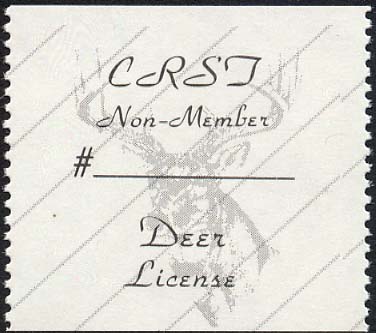 CRST
Non-Member
#
Deer
License